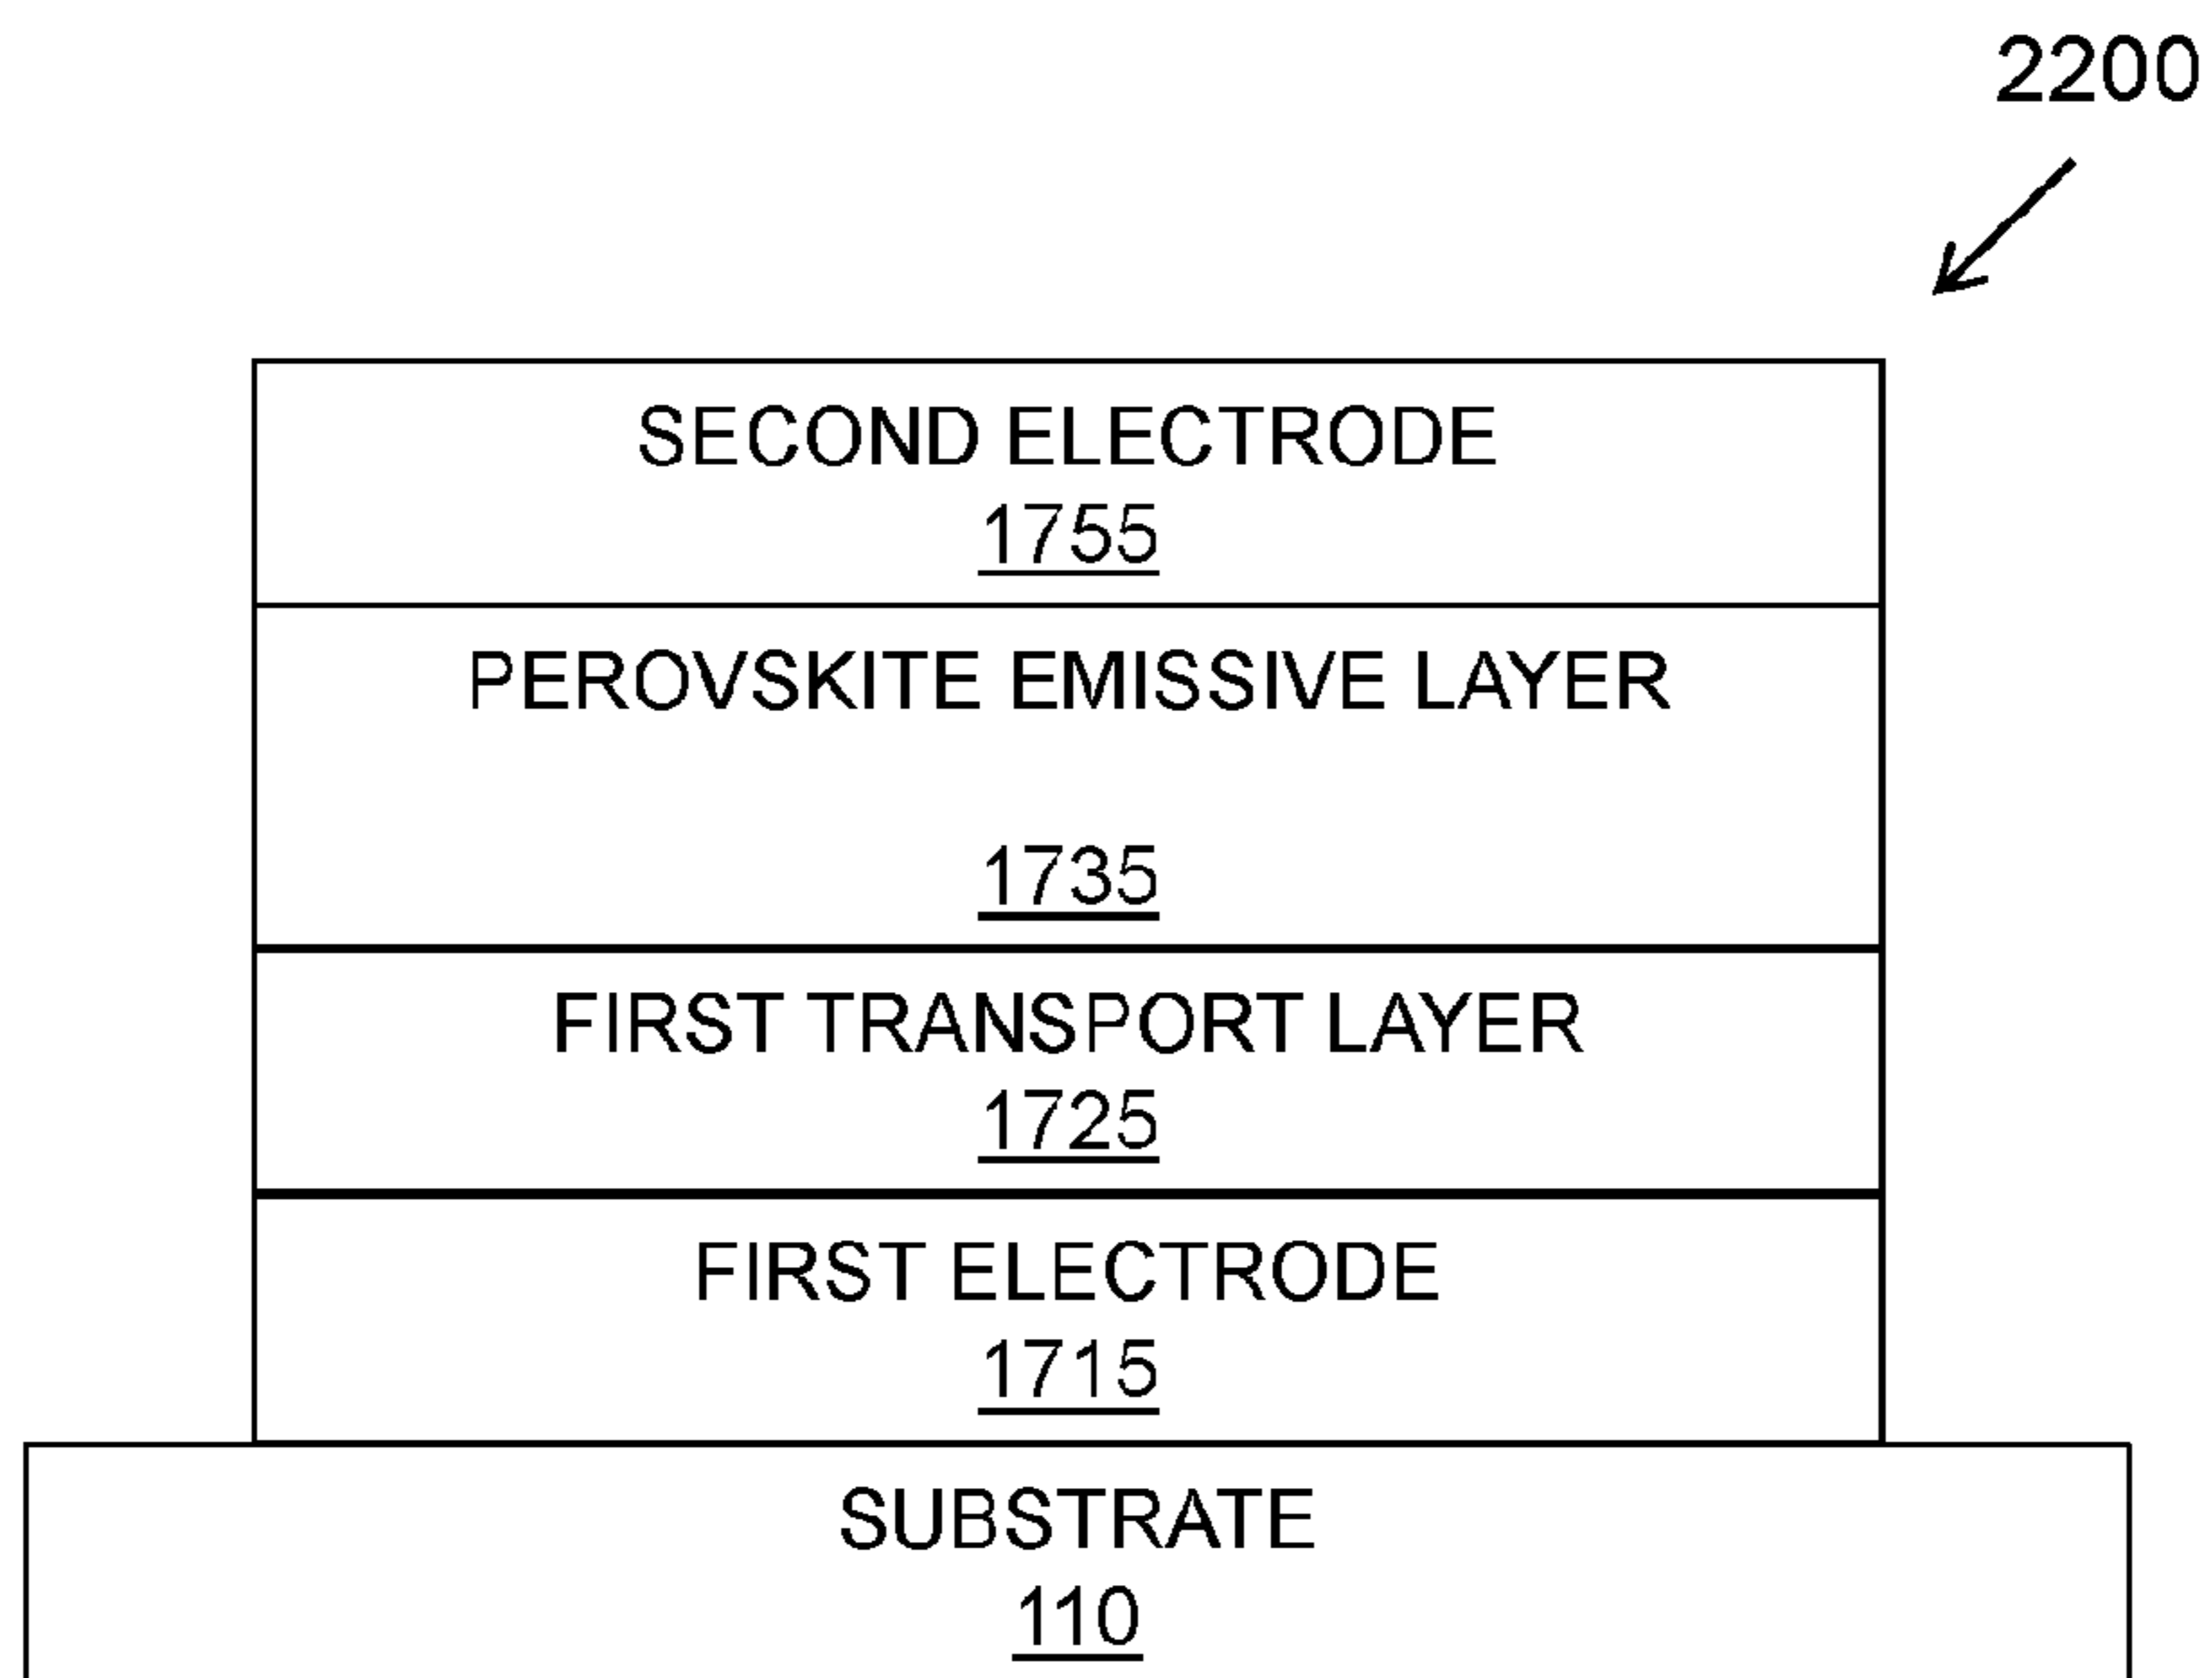 2200
SECOND ELECTRODE
1755
PEROVSKITE EMISSIVE LAYER
1735
FIRST TRANSPORT LAYER
1725
FIRST ELECTRODE
1715
SUBSTRATE
110